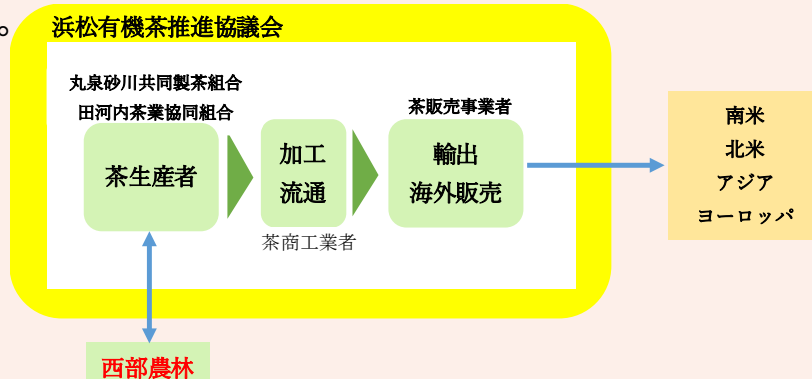 。
浜松有機茶推進協議会
丸泉砂川共同製茶組合
田河内茶業協同組合
茶生産者
加工
流通
茶商工業者
茶販売事業者
輸出
海外販売
南米
北米
アジア
ヨーロッパ
西部農林